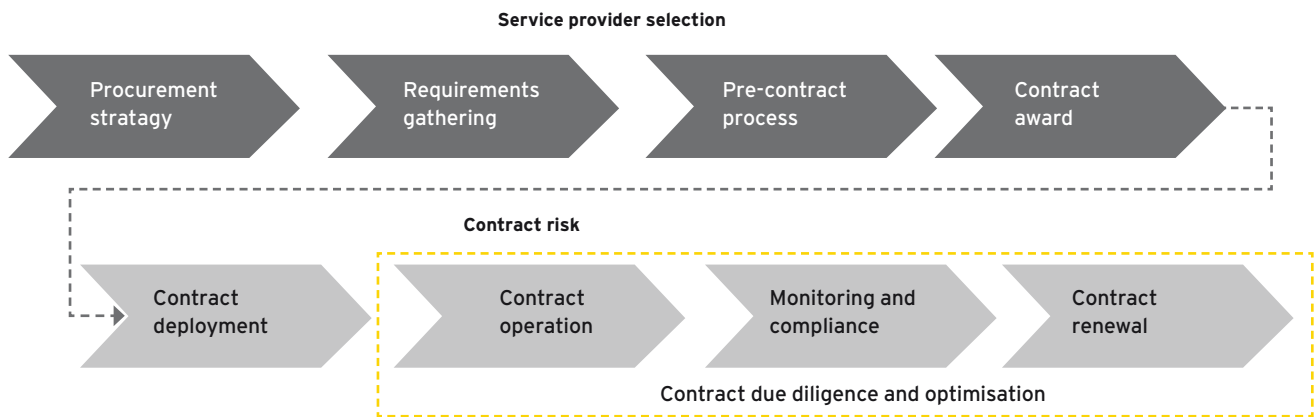 Service provider selection
Procurement
stratagy
Requirements
gathering
Pre-contract
process
Contract
award
Contract risk
Contract
deployment
Contract
operation
Monitoring and
compliance
Contract
renewal
Contract due diligence and optimisation